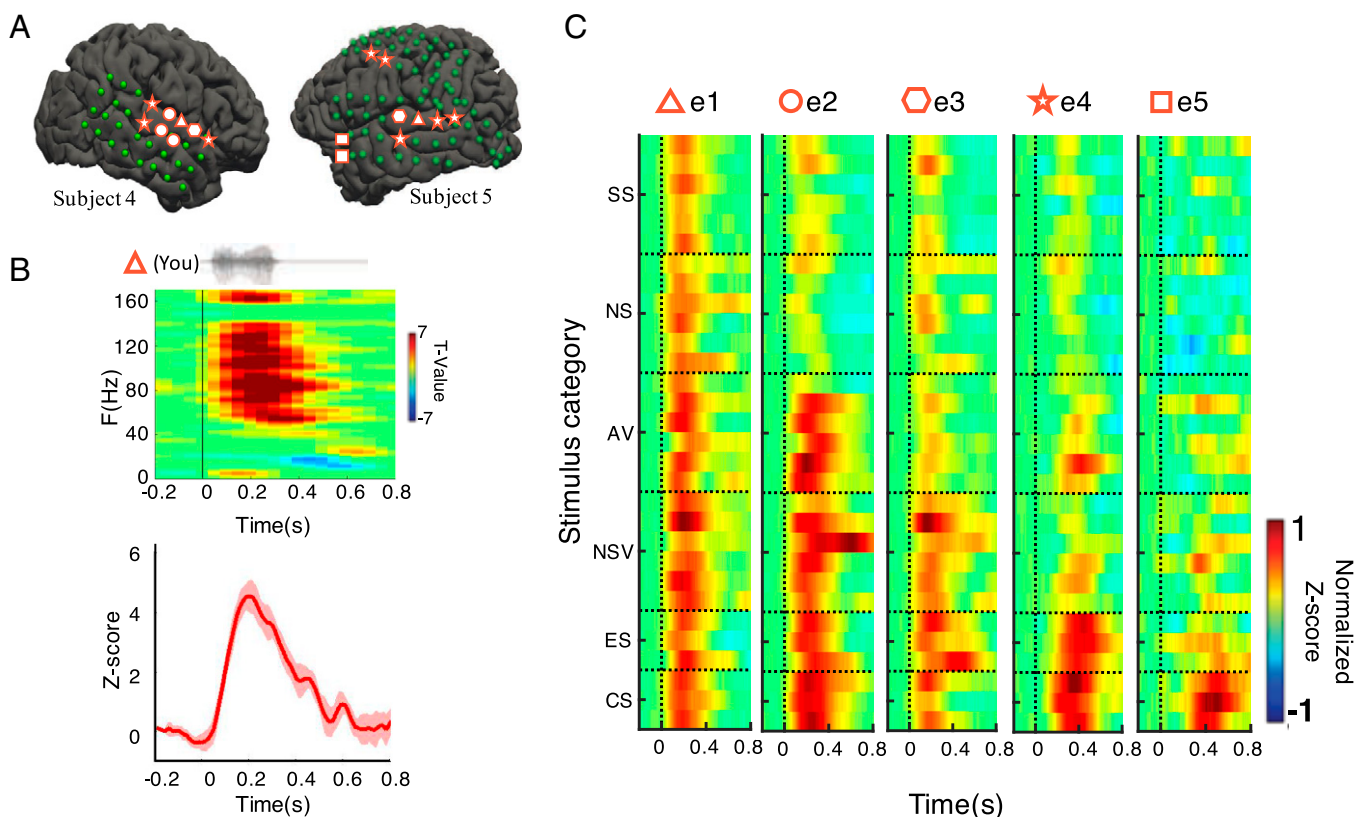 A
Subject 4
Subject 5
B
(You)
160
120
80
40
0
F(Hz)
-0.2 0 0.2 0.4 0.6 0.8
Time(s)
7
-7
T-Value
6
4
2
0
Z-score
-0.2 0 0.2 0.4 0.6 0.8
Time(s)
C
e1 e2 e3 e4 e5
Stimulus category
SS
NS
AV
NSV
ES
CS
0 0.4 0.8 0 0.4 0.8 0 0.4 0.8 0 0.4 0.8 0 0.4 0.8
Time(s)
1
-1
Normalized
Z-score